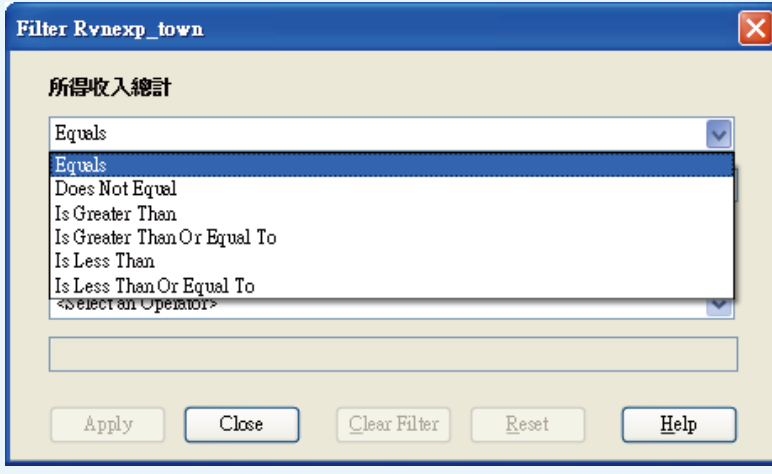 Filter Rvnexp_town
所得收入總計
Equals
Equals
Does Not Equal
Is Greater Than
Is Greater Than Or Equal To
Is Less Than
Is Less Than Or Equal To
<Select an Operator>
Apply Close Clear Filter Reset Help